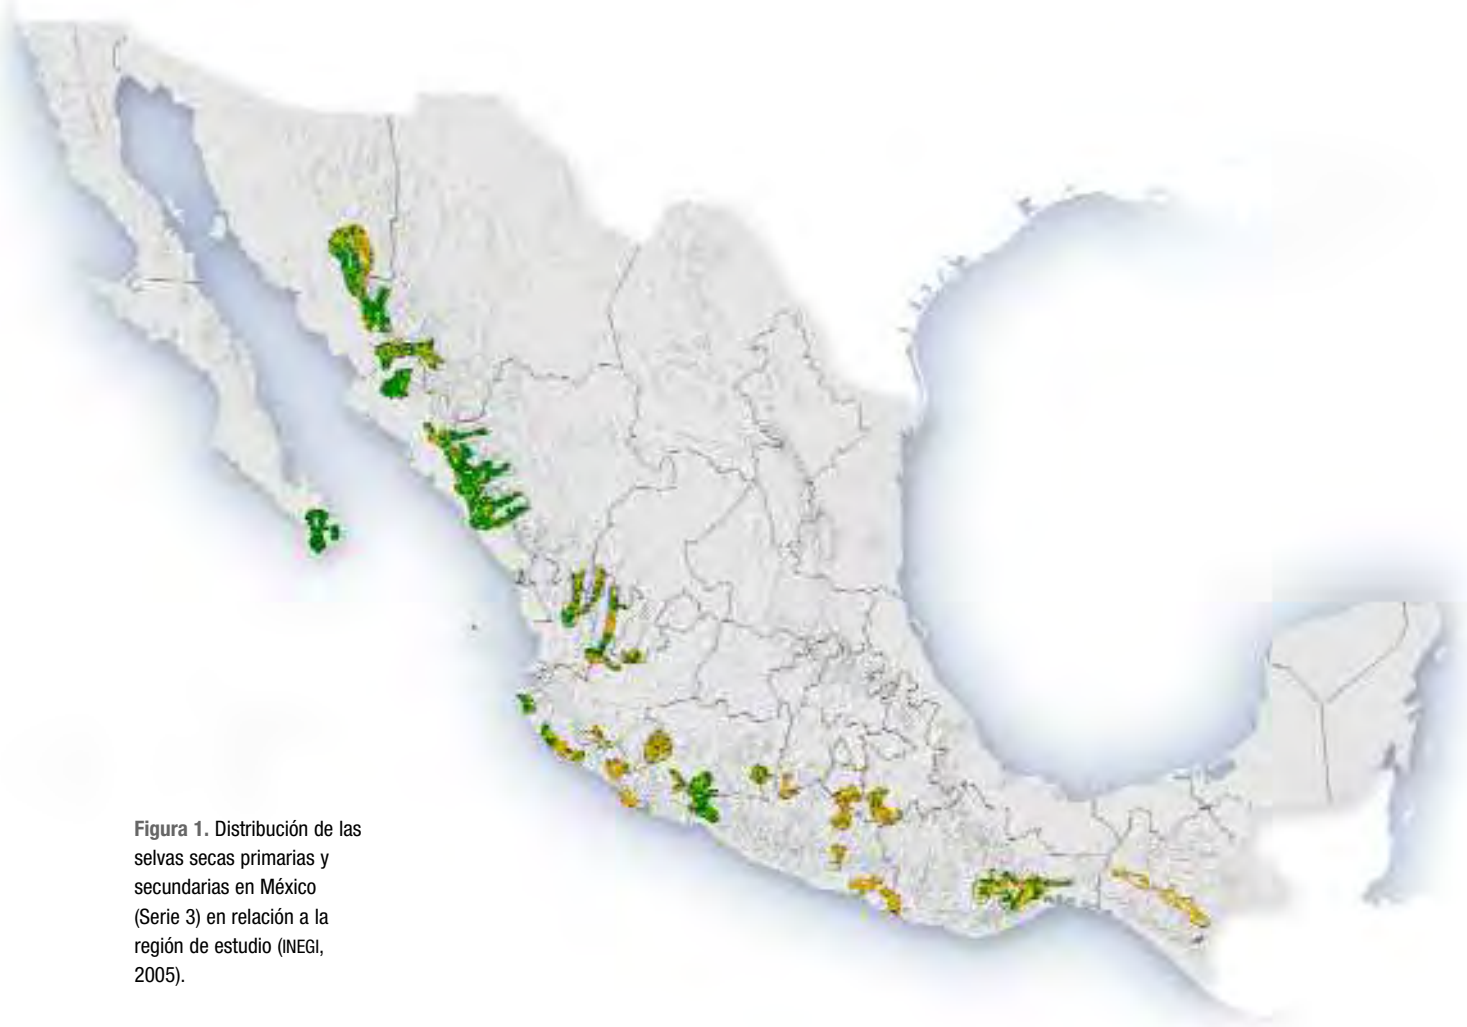 Figura 1. Distribución de las
selvas secas primarias y
secundarias en México
(Serie 3) en relación a la
región de estudio (INEGI,
2005).